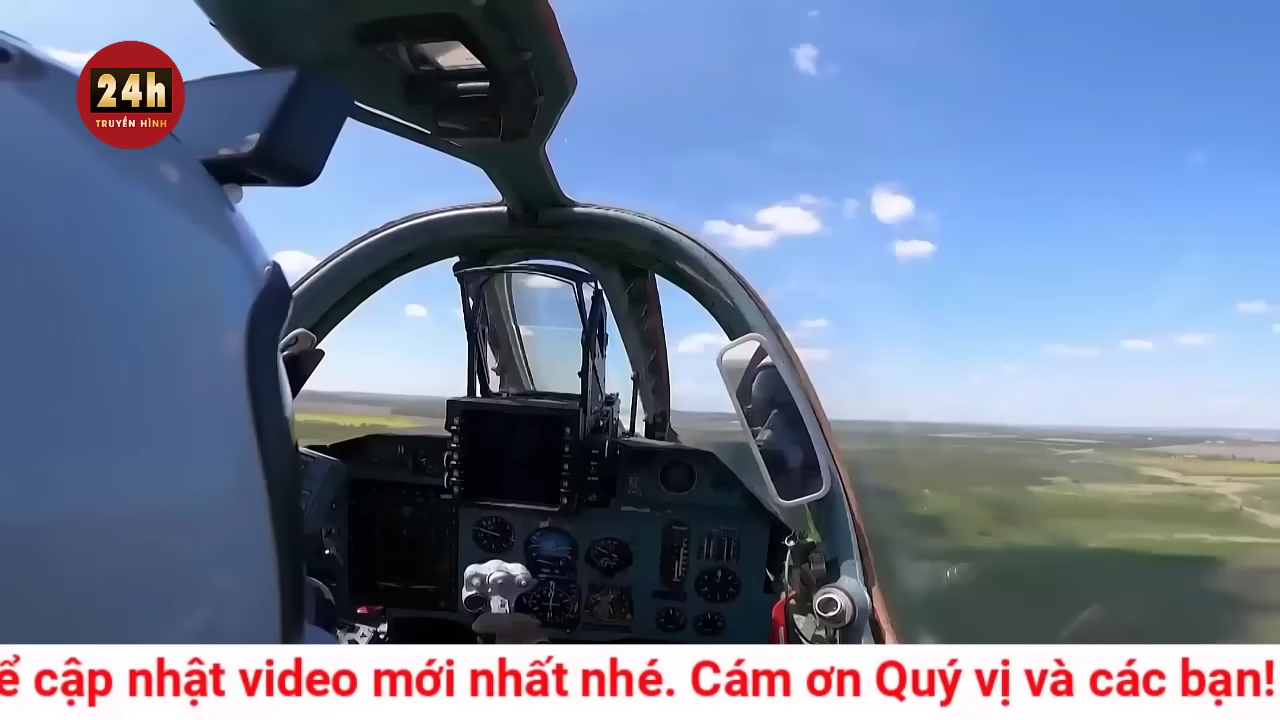 24h
TRUYỀN HÌNH
ể cập nhật video mới nhất nhé. Cám ơn Quý vị và các bạn!